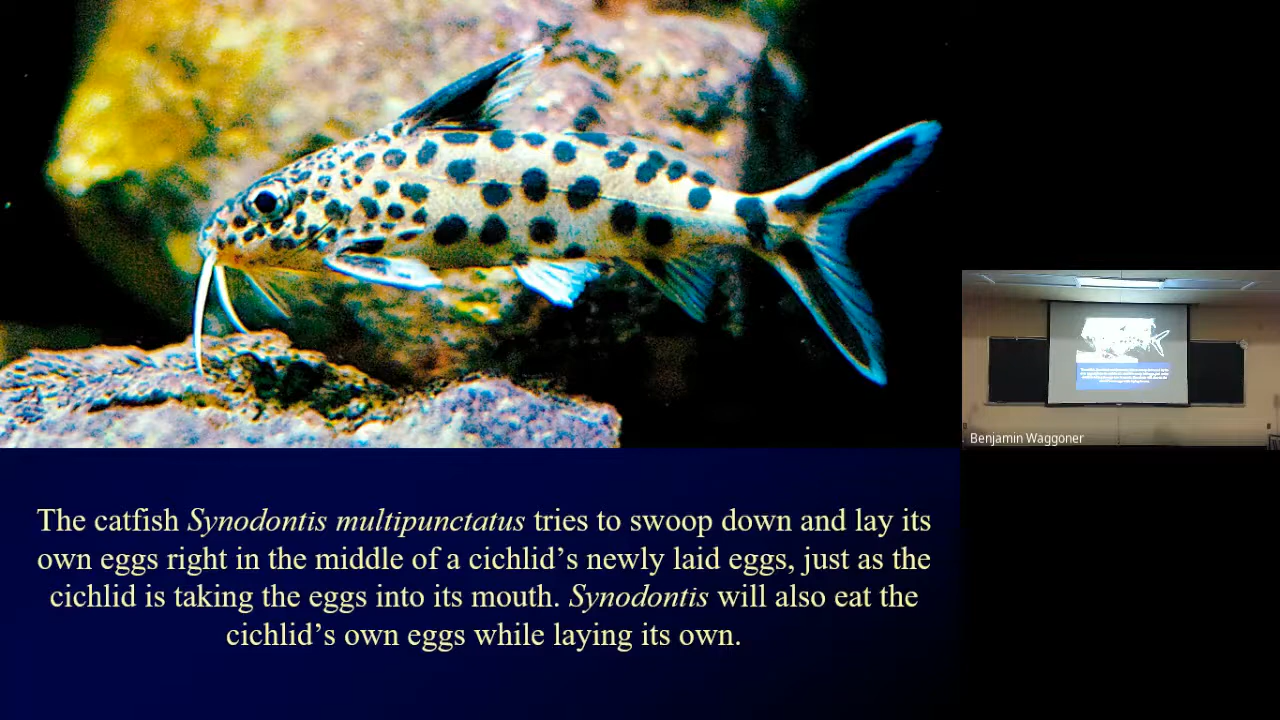 The catfish Synodontis multipunctatus tries to swoop down and lay its
own eggs right in the middle of a cichlid’s newly laid eggs, just as the
cichlid is taking the eggs into its mouth. Synodontis will also eat the
cichlid’s own eggs while laying its own.
Benjamin Waggoner